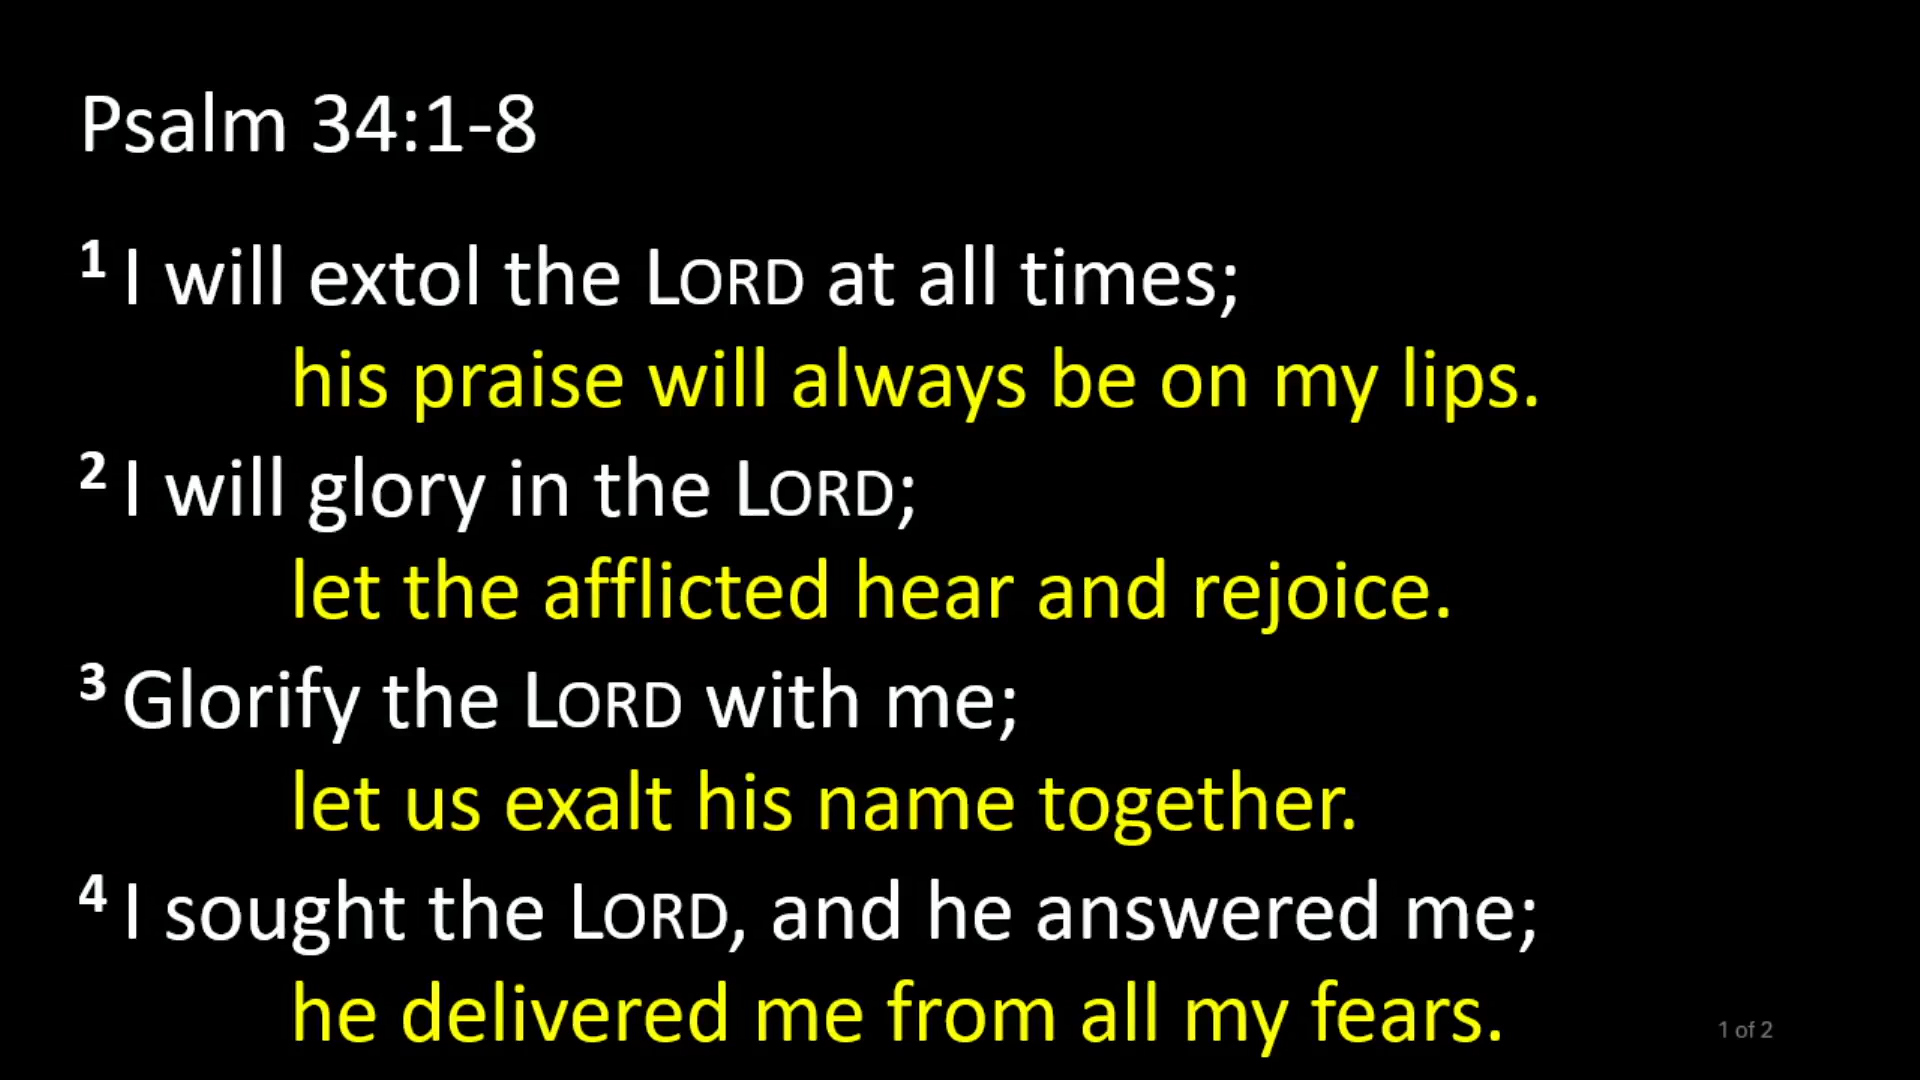 Psalm 34:1-8
1 I will extol the LORD at all times;
his praise will always be on my lips.
2 I will glory in the LORD;
let the afflicted hear and rejoice.
3 Glorify the LORD with me;
let us exalt his name together.
4 I sought the LORD, and he answered me;
he delivered me from all my fears.
1 of 2